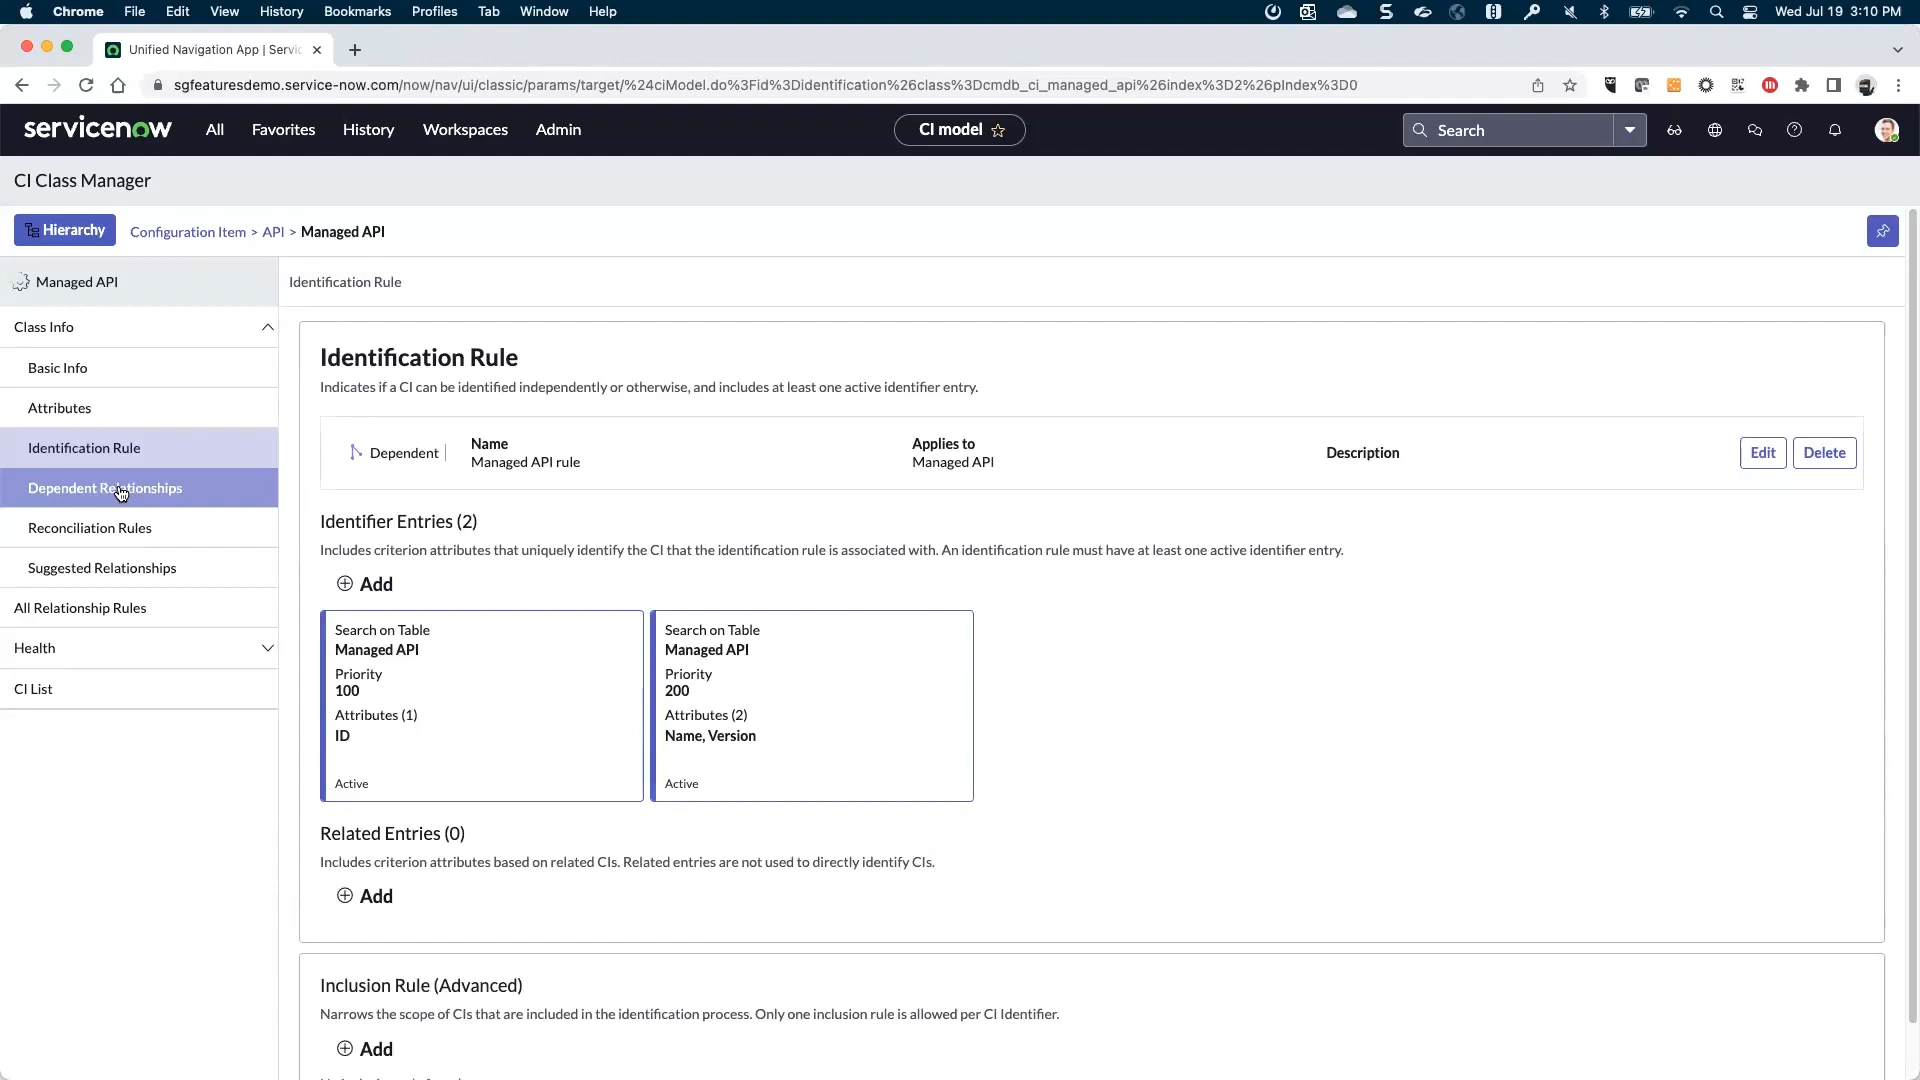 Chrome File Edit View History Bookmarks Profiles Tab Window Help Wed Jul 19 3:10 PM
Unified Navigation App | Servic
sgfeaturesdemo.service-now.com/now/nav/ui/classic/params/target/%24ciModel.do%3Fid%3Didentification%26class%3Dcmdb_ci_managed_api%26index%3D2%26pIndex%3D0
servicenow All Favorites History Workspaces Admin CI model Search
CI Class Manager
Hierarchy Configuration Item > API > Managed API
Managed API
Class Info
Basic Info
Attributes
Identification Rule
Dependent Relationships
Reconciliation Rules
Suggested Relationships
All Relationship Rules
Health
CI List
Identification Rule
Identification Rule
Indicates if a CI can be identified independently or otherwise, and includes at least one active identifier entry.
Dependent
Name
Managed API rule
Applies to
Managed API
Description
Edit Delete
Identifier Entries (2)
Includes criterion attributes that uniquely identify the CI that the identification rule is associated with. An identification rule must have at least one active identifier entry.
Add
Search on Table
Managed API
Priority
100
Attributes (1)
ID
Active
Search on Table
Managed API
Priority
200
Attributes (2)
Name, Version
Active
Related Entries (0)
Includes criterion attributes based on related CIs. Related entries are not used to directly identify CIs.
Add
Inclusion Rule (Advanced)
Narrows the scope of CIs that are included in the identification process. Only one inclusion rule is allowed per CI Identifier.
Add